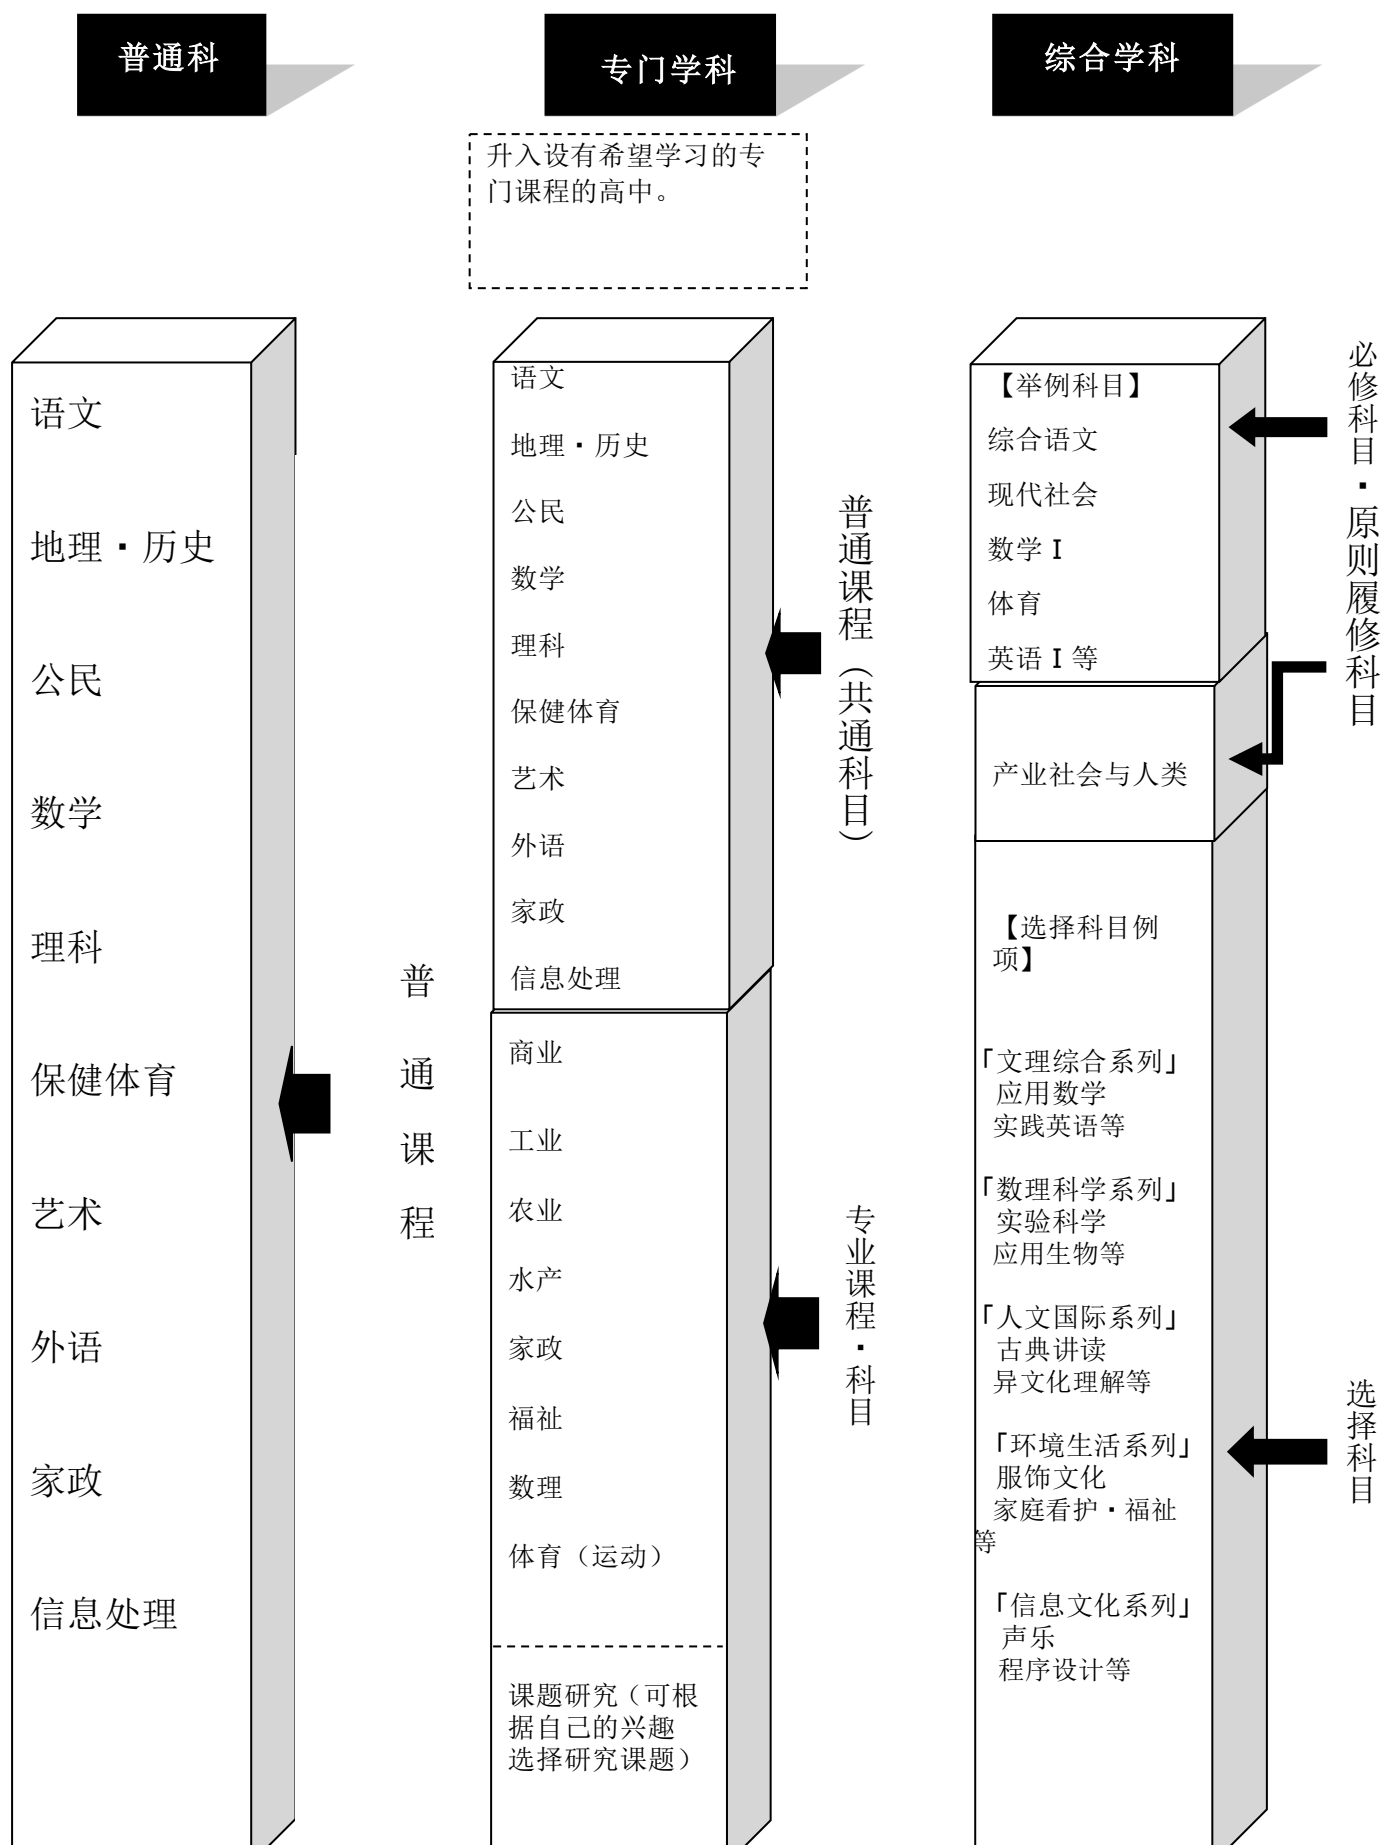 普通科
专门学科
综合学科
升入设有希望学习的专
门课程的高中。
语文
地理・历史
公民
数学
理科
保健体育
艺术
外语
家政
信息处理
普通课程
语文
地理・历史
公民
数学
理科
保健体育
艺术
外语
家政
信息处理
普通课程（共通科目）
商业
工业
农业
水产
家政
福祉
数理
体育（运动）
课题研究（可根
据自己的兴趣
选择研究课题）
专业课程・科目
【举例科目】
综合语文
现代社会
数学 I
体育
英语 I 等
产业社会与人类
必修科目・原则履修科目
【选择科目例
项】
「文理综合系列」
应用数学
实践英语等
「数理科学系列」
实验科学
应用生物等
「人文国际系列」
古典讲读
异文化理解等
「环境生活系列」
服饰文化
家庭看护・福祉
等
「信息文化系列」
声乐
程序设计等
选择科目